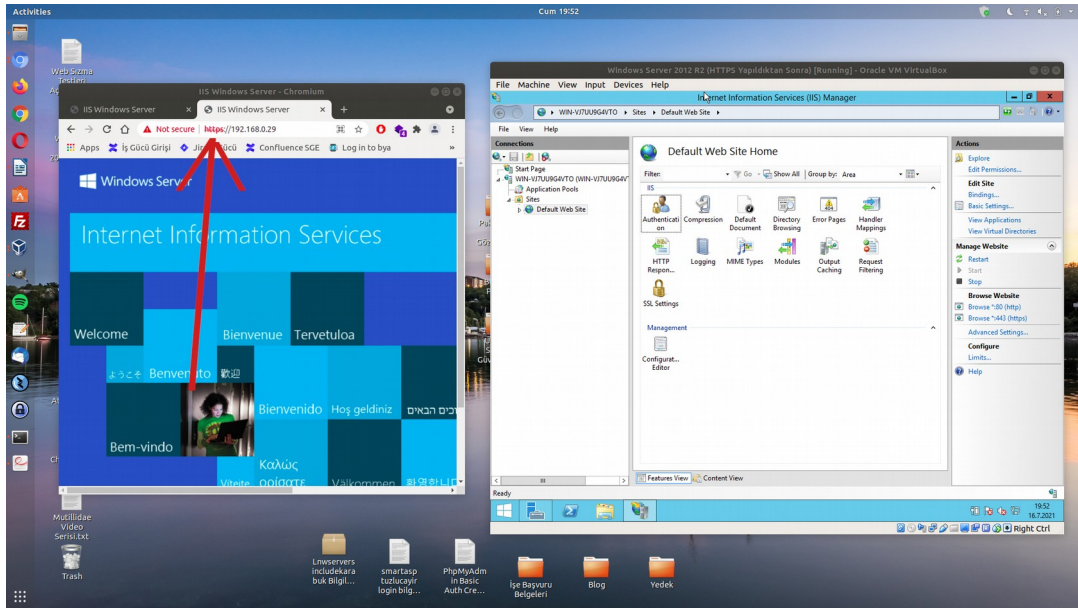 Activities
Cum 19:52
Web Sızma
Testleri
IIS Windows Server - Chromium
IIS Windows Server
IIS Windows Server
Not secure
https://192.168.0.29
Apps
İş Gücü Girişi
Confluence SGE
Log in to bya
»
Windows Server
Internet Information Services
Welcome
Bienvenue
Tervetuloa
ようこそ
Benvenuto
歡迎
Bienvenido
Hoş geldiniz
Bem-vindo
Καλώς
Vítejte
ορίσατε
Välkommen
Mutillidae
Video
Serisi.txt
Trash
Lnwservers
includekara
buk Bilgil...
smartasp
tuzlucayir
login bilg...
PhpMyAdm
in Basic
Auth Cre...
İşe Başvuru
Belgeleri
Blog
Yedek
Windows Server 2012 R2 (HTTPS Yapıldıktan Sonra) [Running] - Oracle VM VirtualBox
File Machine View Input Devices Help
Internet Information Services (IIS) Manager
WIN-VJ7UU9G4VTO
Sites
Default Web Site
File View Help
Connections
Start Page
WIN-VJ7UU9G4VTO (WIN-VJ7UU9G4V
Application Pools
Sites
Default Web Site
Default Web Site Home
Filter:
Go
Show All
Group by: Area
IIS
Authenticati
on
Compression
Default
Document
Directory
Browsing
Error Pages
Handler
Mappings
HTTP
Respon...
Logging
MIME Types
Modules
Output
Caching
Request
Filtering
SSL Settings
Management
Configurat...
Editor
Features View
Content View
Ready
Actions
Explore
Edit Permissions...
Edit Site
Bindings...
Basic Settings...
View Applications
View Virtual Directories
Manage Website
Restart
Start
Stop
Browse Website
Browse *:80 (http)
Browse *:443 (https)
Advanced Settings...
Configure
Limits...
Help
19:52
16.7.2021
Right Ctrl